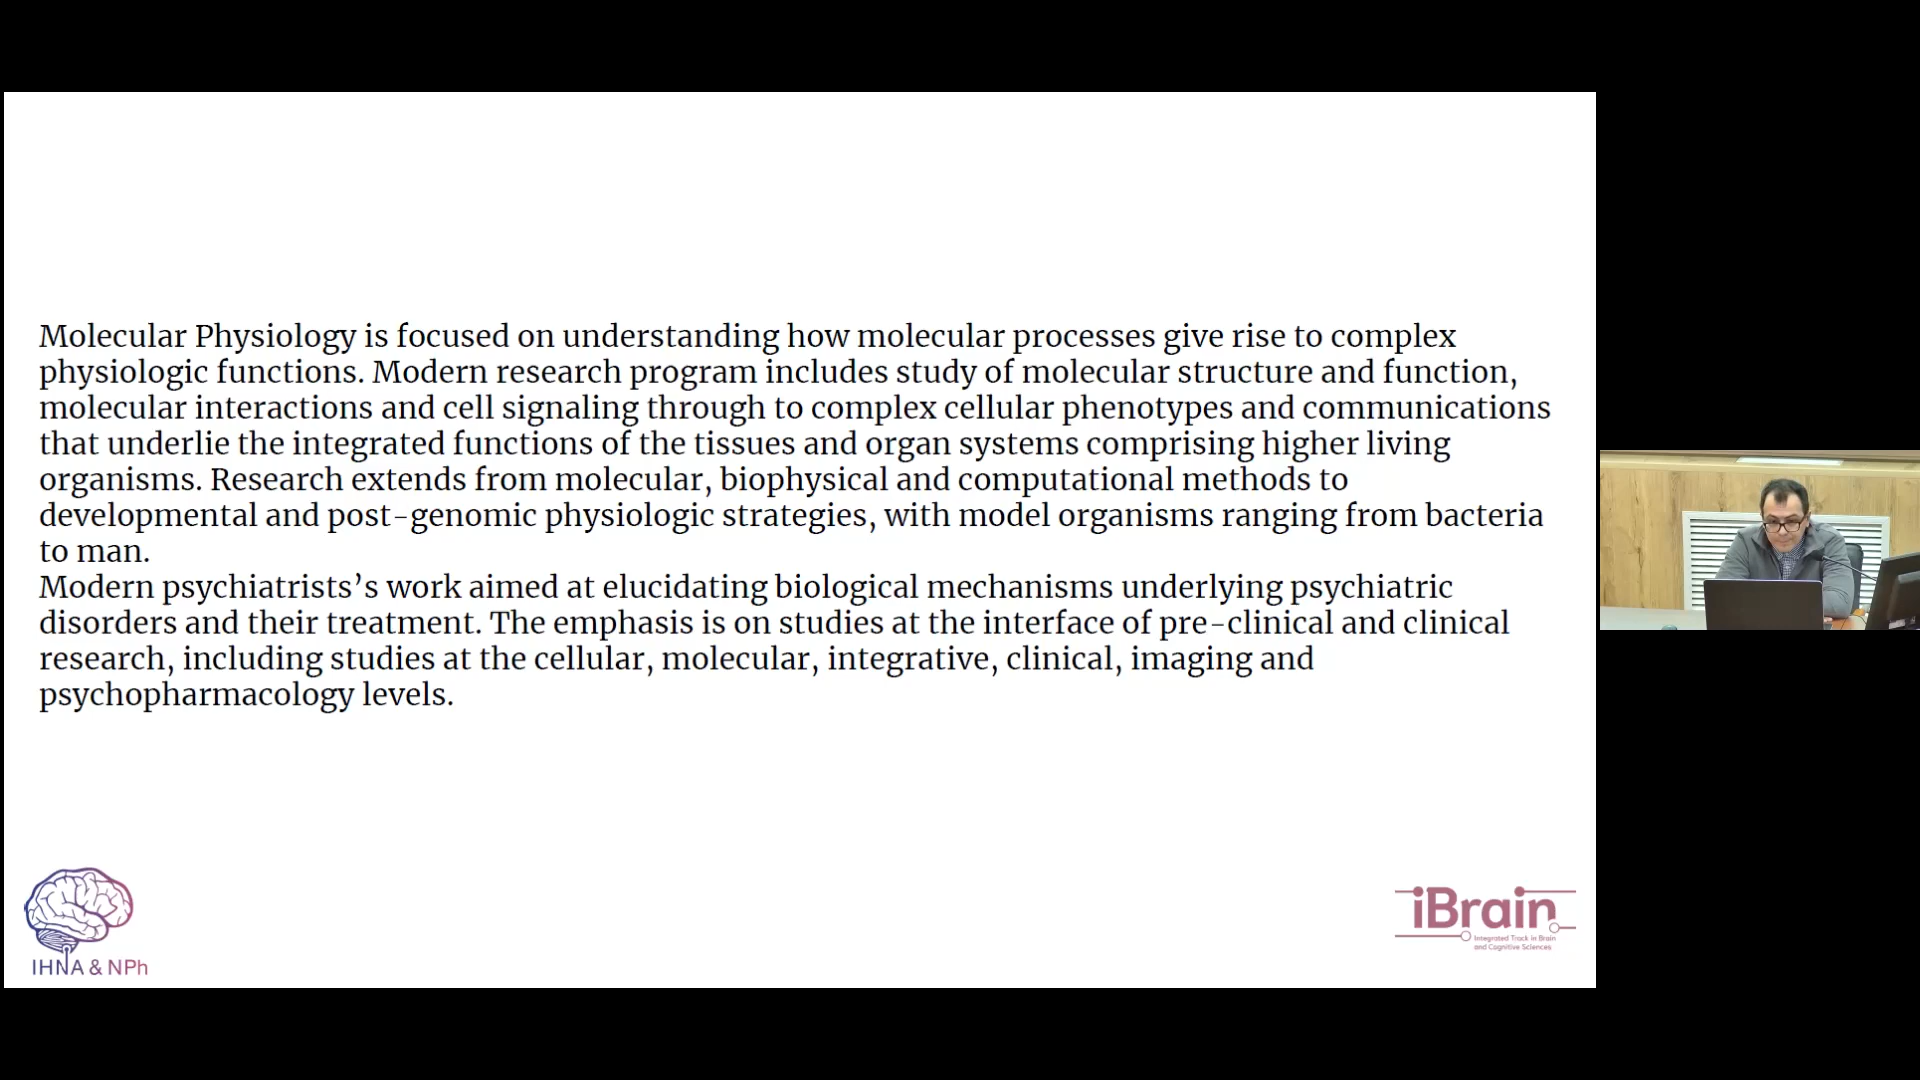 Molecular Physiology is focused on understanding how molecular processes give rise to complex
physiologic functions. Modern research program includes study of molecular structure and function,
molecular interactions and cell signaling through to complex cellular phenotypes and communications
that underlie the integrated functions of the tissues and organ systems comprising higher living
organisms. Research extends from molecular, biophysical and computational methods to
developmental and post-genomic physiologic strategies, with model organisms ranging from bacteria
to man.
Modern psychiatrists’s work aimed at elucidating biological mechanisms underlying psychiatric
disorders and their treatment. The emphasis is on studies at the interface of pre-clinical and clinical
research, including studies at the cellular, molecular, integrative, clinical, imaging and
psychopharmacology levels.
IHNA & NPh
iBrain
Integrated Track in Brain
and Cognitive Sciences